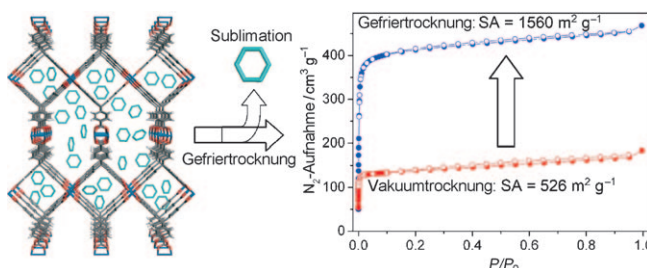 Sublimation
Gefriertrocknung
N₂-Aufnahme/cm³ g⁻¹
400
300
200
100
0
Gefriertrocknung: SA = 1560 m² g⁻¹
Vakuumtrocknung: SA = 526 m² g⁻¹
0.0 0.2 0.4 0.6 0.8 1.0
P/P₀